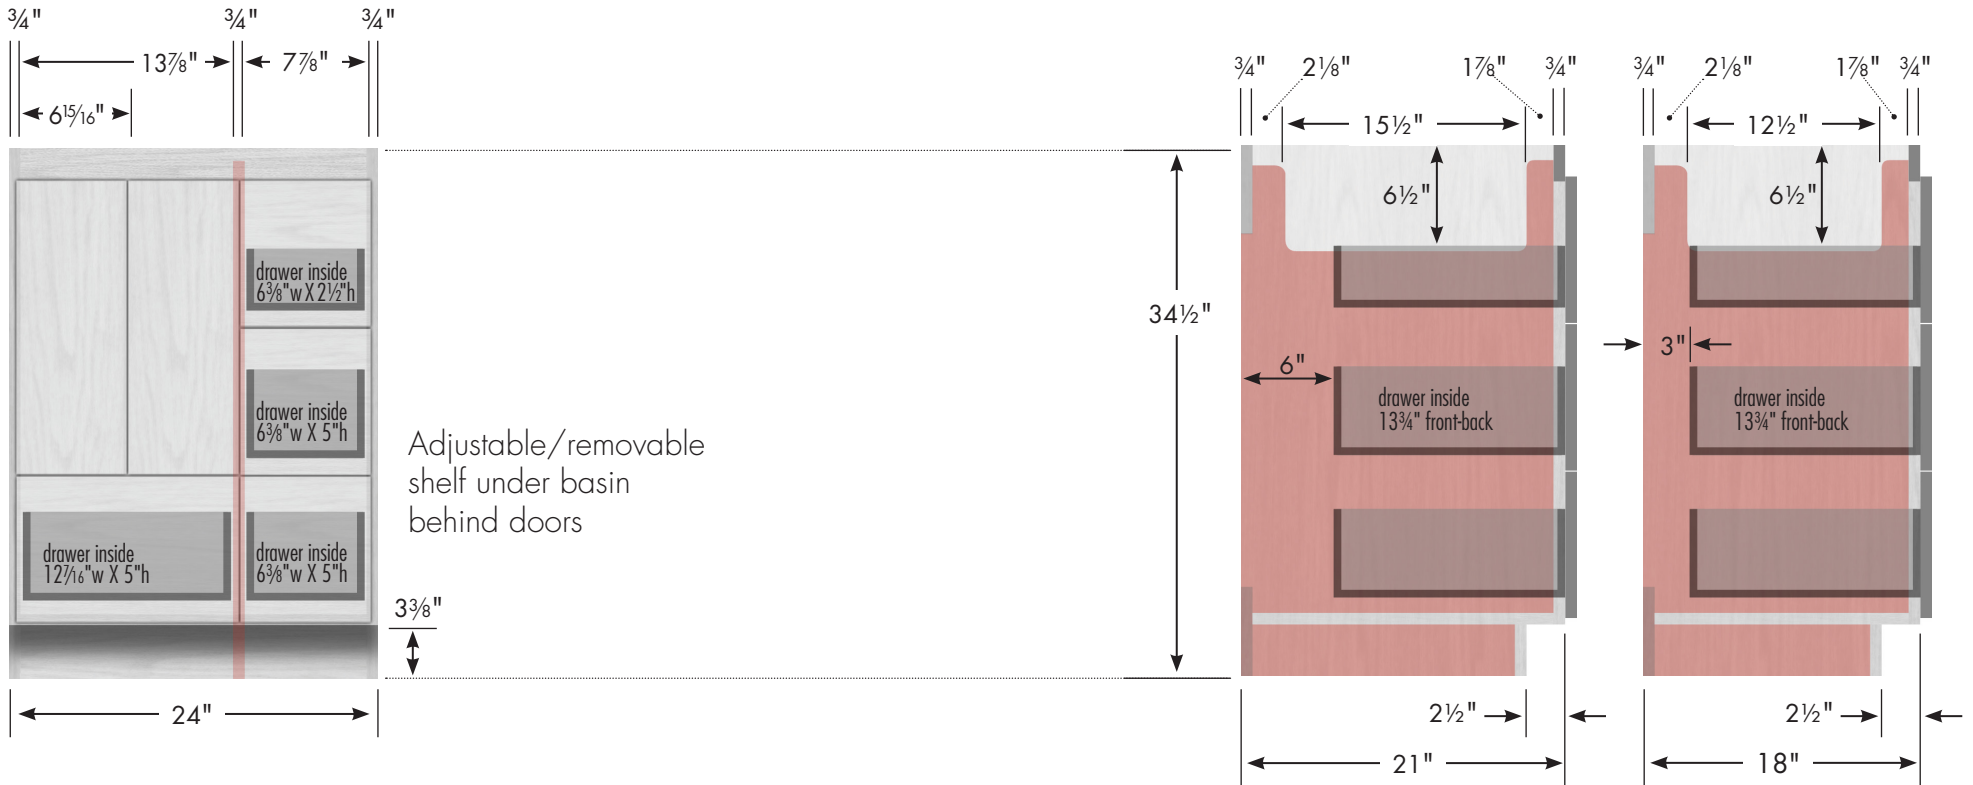 ¾" ¾" ¾"
13⅞" 7⅞"
6 15/16"
drawer inside
6⅜"w X 2½"h
drawer inside
6⅜"w X 5"h
drawer inside
12 7/16"w X 5"h
drawer inside
6⅜"w X 5"h
3⅜"
24"
Adjustable/removable
shelf under basin
behind doors
34½"
¾" 2⅛" 1⅞" ¾"
15½"
6½"
6"
drawer inside
13¾" front-back
2½"
21"
¾" 2⅛" 1⅞" ¾"
12½"
6½"
3"
drawer inside
13¾" front-back
2½"
18"